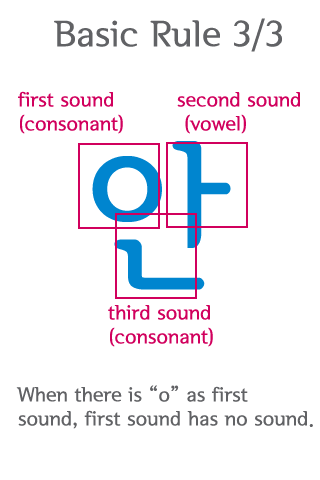 Basic Rule 3/3
first sound
(consonant)
second sound
(vowel)
안
third sound
(consonant)
When there is “o” as first
sound, first sound has no sound.